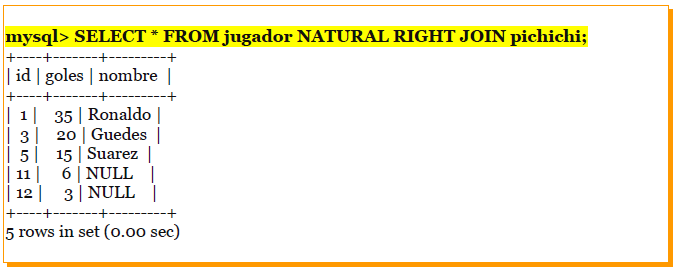 mysql> SELECT * FROM jugador NATURAL RIGHT JOIN pichichi;
+----+-------+---------+
| id | goles | nombre  |
+----+-------+---------+
|  1 |    35 | Ronaldo |
|  3 |    20 | Guedes  |
|  5 |    15 | Suarez  |
| 11 |     6 | NULL    |
| 12 |     3 | NULL    |
+----+-------+---------+
5 rows in set (0.00 sec)